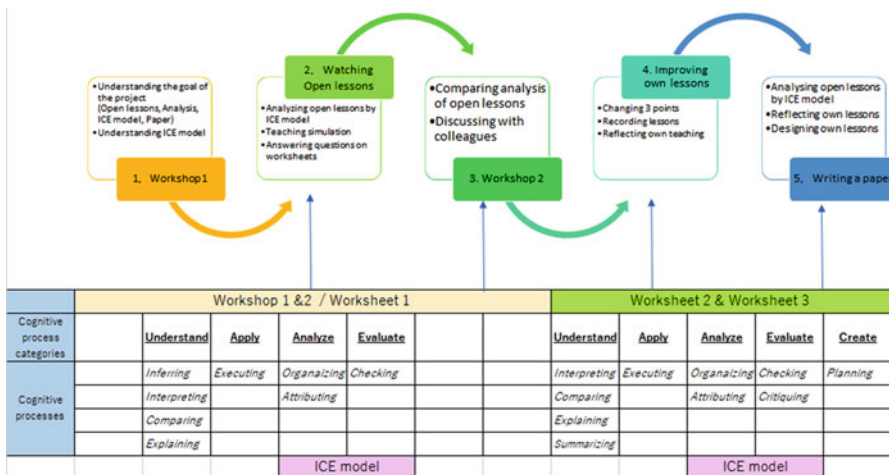 •Understanding the goal of
the project
(Open lessons, Analysis,
ICE model, Paper)
•Understanding ICE model
1、Workshop1
2、Watching
Open lessons
•Analyzing open lessons by
ICE model
•Teaching simulation
•Answering questions on
worksheets
•Comparing analysis
of open lessons
•Discussing with
colleagues
3. Workshop 2
4. Improving
own lessons
•Changing 3 points
•Recording lessons
•Reflecting own teaching
•Analysing open lessons
by ICE model
•Reflecting own lessons
•Designing own lessons
5、Writing a paper
Workshop 1 &2 / Worksheet 1 Worksheet 2 & Worksheet 3
Cognitive
process
categories
Understand Apply Analyze Evaluate Understand Apply Analyze Evaluate Create
Cognitive
processes
Inferring Executing Organaizing Checking Interpreting Executing Organaizing Checking Planning
Interpreting Attributing Comparing Attributing Critiquing
Comparing Explaining
Explaining Summarizing
ICE model ICE model